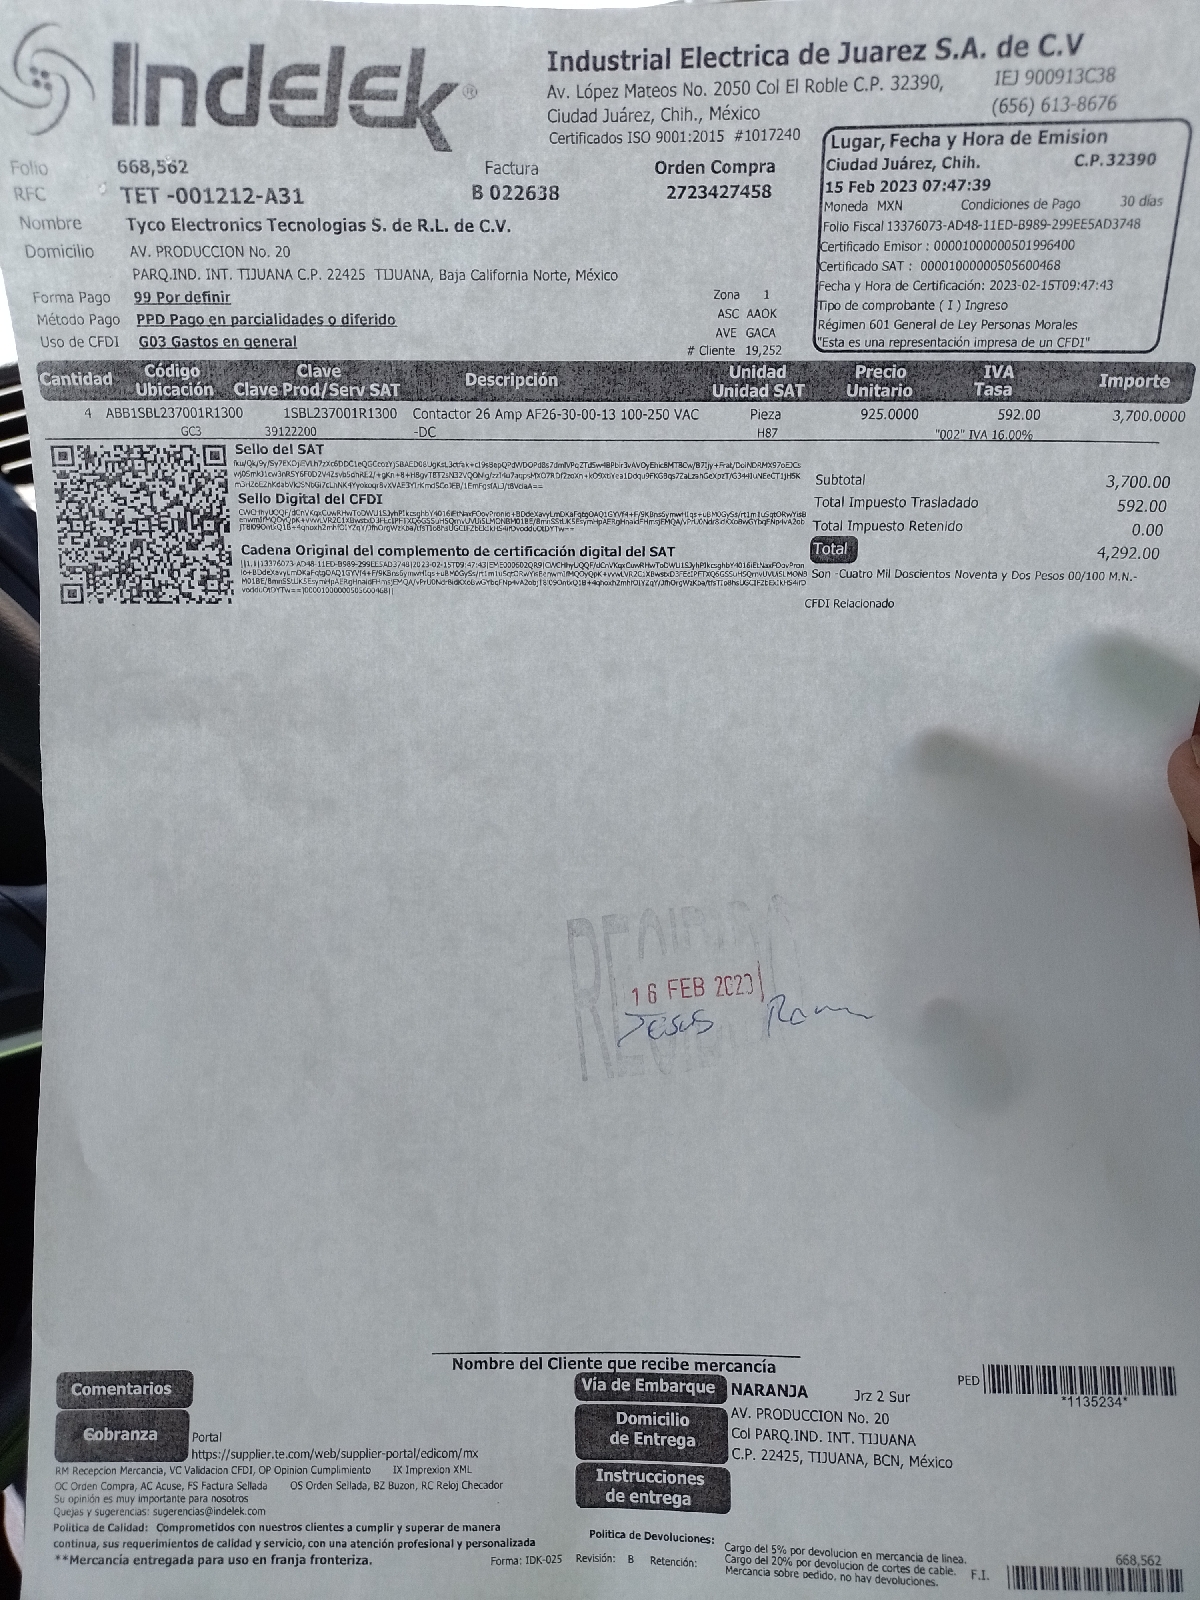 Indelek®
Industrial Electrica de Juarez S.A. de C.V
Av. López Mateos No. 2050 Col El Roble C.P. 32390, IEJ 900913C38
Ciudad Juárez, Chih., México (656) 613-8676
Certificados ISO 9001:2015 #1017240
Folio 668,562 Factura Orden Compra
RFC TET -001212-A31 B 022638 2723427458
Nombre Tyco Electronics Tecnologias S. de R.L. de C.V.
Domicilio AV. PRODUCCION No. 20
PARQ.IND. INT. TIJUANA C.P. 22425 TIJUANA, Baja California Norte, México
Forma Pago 99 Por definir
Método Pago PPD Pago en parcialidades o diferido
Uso de CFDI G03 Gastos en general
Zona 1
ASC AAOK
AVE GACA
# Cliente 19,252
Lugar, Fecha y Hora de Emision
Ciudad Juárez, Chih. C.P. 32390
15 Feb 2023 07:47:39
Moneda MXN Condiciones de Pago 30 días
Folio Fiscal 13376073-AD48-11ED-B989-299EE5AD3748
Certificado Emisor : 00001000000501996400
Certificado SAT : 00001000000505600468
Fecha y Hora de Certificación: 2023-02-15T09:47:43
Tipo de comprobante ( I ) Ingreso
Régimen 601 General de Ley Personas Morales
"Esta es una representación impresa de un CFDI"
Cantidad Código Ubicación Clave Clave Prod/Serv SAT Descripción Unidad Unidad SAT Precio Unitario IVA Tasa Importe
4 ABB1SBL237001R1300 1SBL237001R1300 Contactor 26 Amp AF26-30-00-13 100-250 VAC Pieza 925.0000 592.00 3,700.0000
GC3 39122200 -DC H87 "002" IVA 16.00%
Sello del SAT
Sello Digital del CFDI
Cadena Original del complemento de certificación digital del SAT
Subtotal 3,700.00
Total Impuesto Trasladado 592.00
Total Impuesto Retenido 0.00
Total 4,292.00
Son -Cuatro Mil Doscientos Noventa y Dos Pesos 00/100 M.N.-
CFDI Relacionado
16 FEB 2023
Jesus
Nombre del Cliente que recibe mercancía
Comentarios
Cobranza Portal
https://supplier.te.com/web/supplier-portal/edicom/mx
RM Recepcion Mercancia, VC Validacion CFDI, OP Opinion Cumplimiento IX Imprexion XML
OC Orden Compra, AC Acuse, FS Factura Sellada OS Orden Sellada, BZ Buzon, RC Reloj Checador
Su opinión es muy importante para nosotros
Quejas y sugerencias: sugerencias@indelek.com
Politica de Calidad: Comprometidos con nuestros clientes a cumplir y superar de manera
continua, sus requerimientos de calidad y servicio, con una atención profesional y personalizada
**Mercancía entregada para uso en franja fronteriza.
Vía de Embarque NARANJA Jrz 2 Sur
Domicilio de Entrega AV. PRODUCCION No. 20
Col PARQ.IND. INT. TIJUANA
C.P. 22425, TIJUANA, BCN, México
Instrucciones de entrega
PED *1135234*
Forma: IDK-025 Revisión: B Retención:
Politica de Devoluciones: Cargo del 5% por devolucion en mercancia de linea.
Cargo del 20% por devolucion de cortes de cable.
Mercancia sobre pedido, no hay devoluciones.
F.I. 668,562